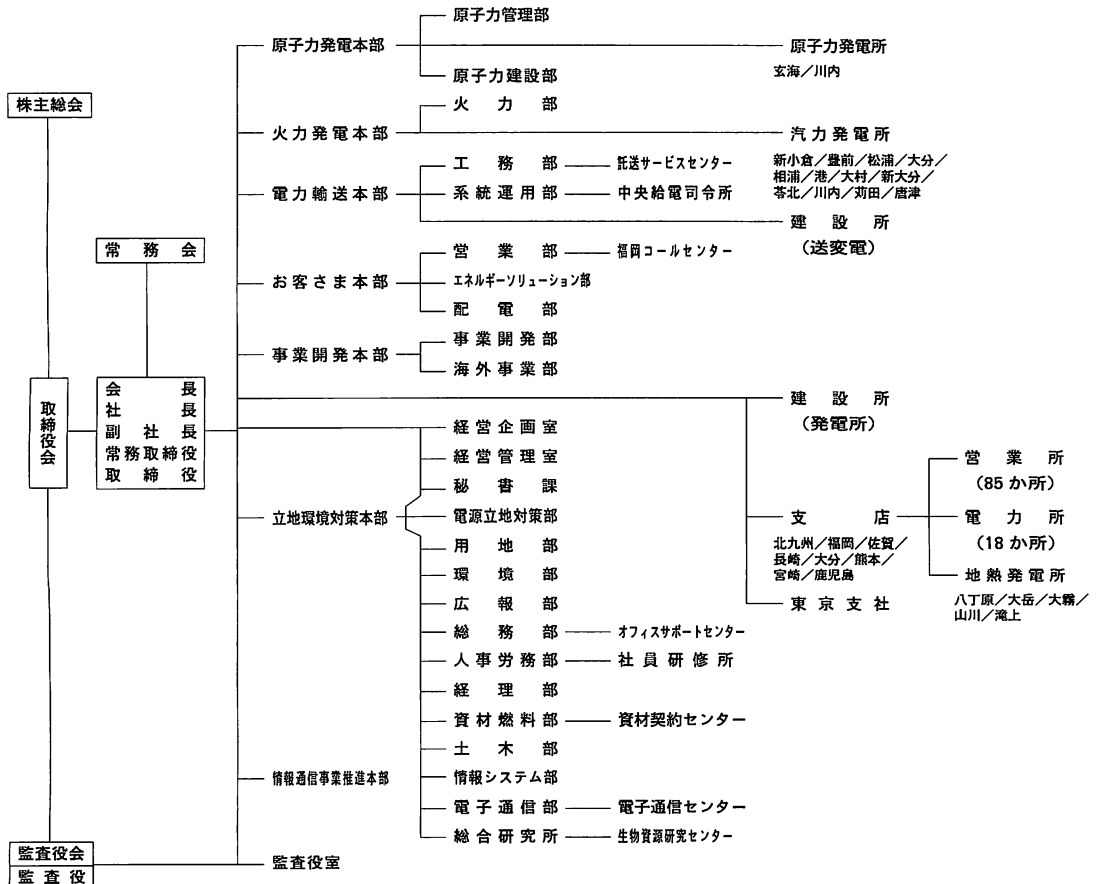 原子力管理部
原子力発電本部
原子力発電所
玄海／川内
原子力建設部
株主総会
火力部
火力発電本部
汽力発電所
新小倉／豊前／松浦／大分／
相浦／港／大村／新大分／
苓北／川内／苅田／唐津
工務部
託送サービスセンター
電力輸送本部
系統運用部
中央給電司令所
建設所
(送変電)
常務会
営業部
福岡コールセンター
お客さま本部
エネルギーソリューション部
配電部
事業開発本部
事業開発部
海外事業部
取締役会
会長
社長
副社長
常務取締役
取締役
建設所
(発電所)
経営企画室
経営管理室
秘書課
立地環境対策本部
電源立地対策部
用地部
環境部
広報部
総務部
オフィスサポートセンター
人事労務部
社員研修所
経理部
資材燃料部
資材契約センター
土木部
情報通信事業推進本部
情報システム部
電子通信部
電子通信センター
総合研究所
生物資源研究センター
支店
北九州／福岡／佐賀／
長崎／大分／熊本／
宮崎／鹿児島
東京支社
営業所
(85か所)
電力所
(18か所)
地熱発電所
八丁原／大岳／大霧／
山川／滝上
監査役会
監査役
監査役室